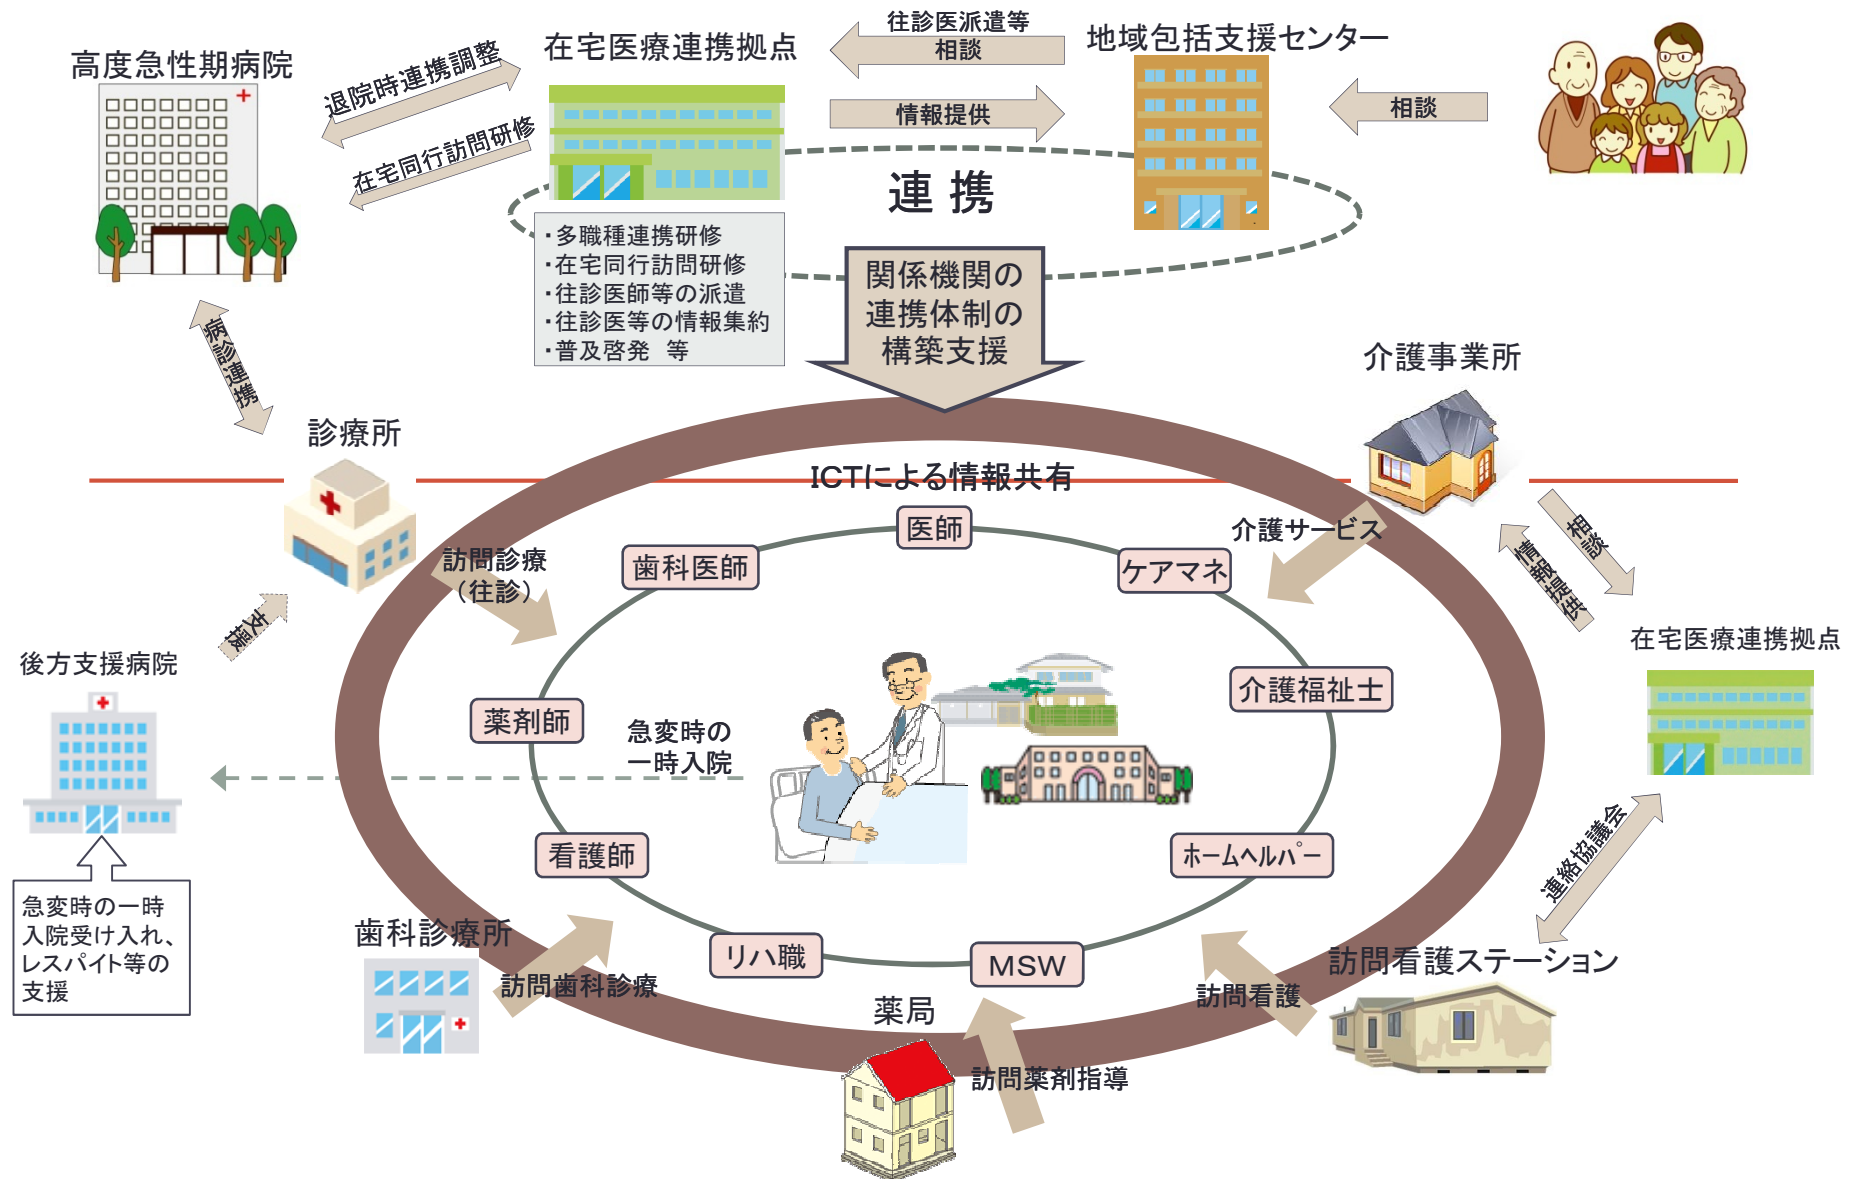 高度急性期病院
退院時連携調整
在宅同行訪問研修
在宅医療連携拠点
往診医派遣等
相談
情報提供
地域包括支援センター
相談
連 携
・多職種連携研修
・在宅同行訪問研修
・往診医師等の派遣
・往診医等の情報集約
・普及啓発 等
関係機関の
連携体制の
構築支援
病診連携
診療所
介護事業所
ICTによる情報共有
医師
歯科医師
ケアマネ
介護サービス
訪問診療
（往診）
相談
情報提供
支援
後方支援病院
在宅医療連携拠点
薬剤師
介護福祉士
急変時の
一時入院
看護師
ホームヘルパー
連絡協議会
急変時の一時
入院受け入れ、
レスパイト等の
支援
歯科診療所
訪問歯科診療
リハ職
MSW
訪問看護ステーション
訪問看護
薬局
訪問薬剤指導